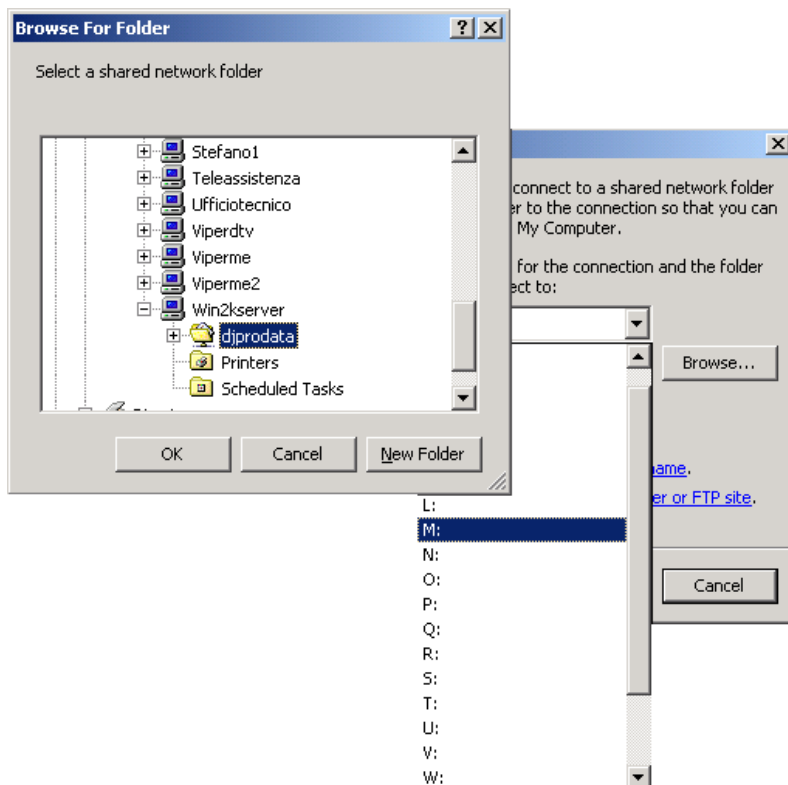 Browse For Folder
Select a shared network folder
Stefano1
Teleassistenza
Ufficiotecnico
Viperdtv
Viperme
Viperme2
Win2kserver
djprodata
Printers
Scheduled Tasks
OK
Cancel
New Folder
connect to a shared network folder
er to the connection so that you can
My Computer.
for the connection and the folder
ect to:
Browse...
ame.
er or FTP site.
Cancel
L:
M:
N:
O:
P:
Q:
R:
S:
T:
U:
V:
W: